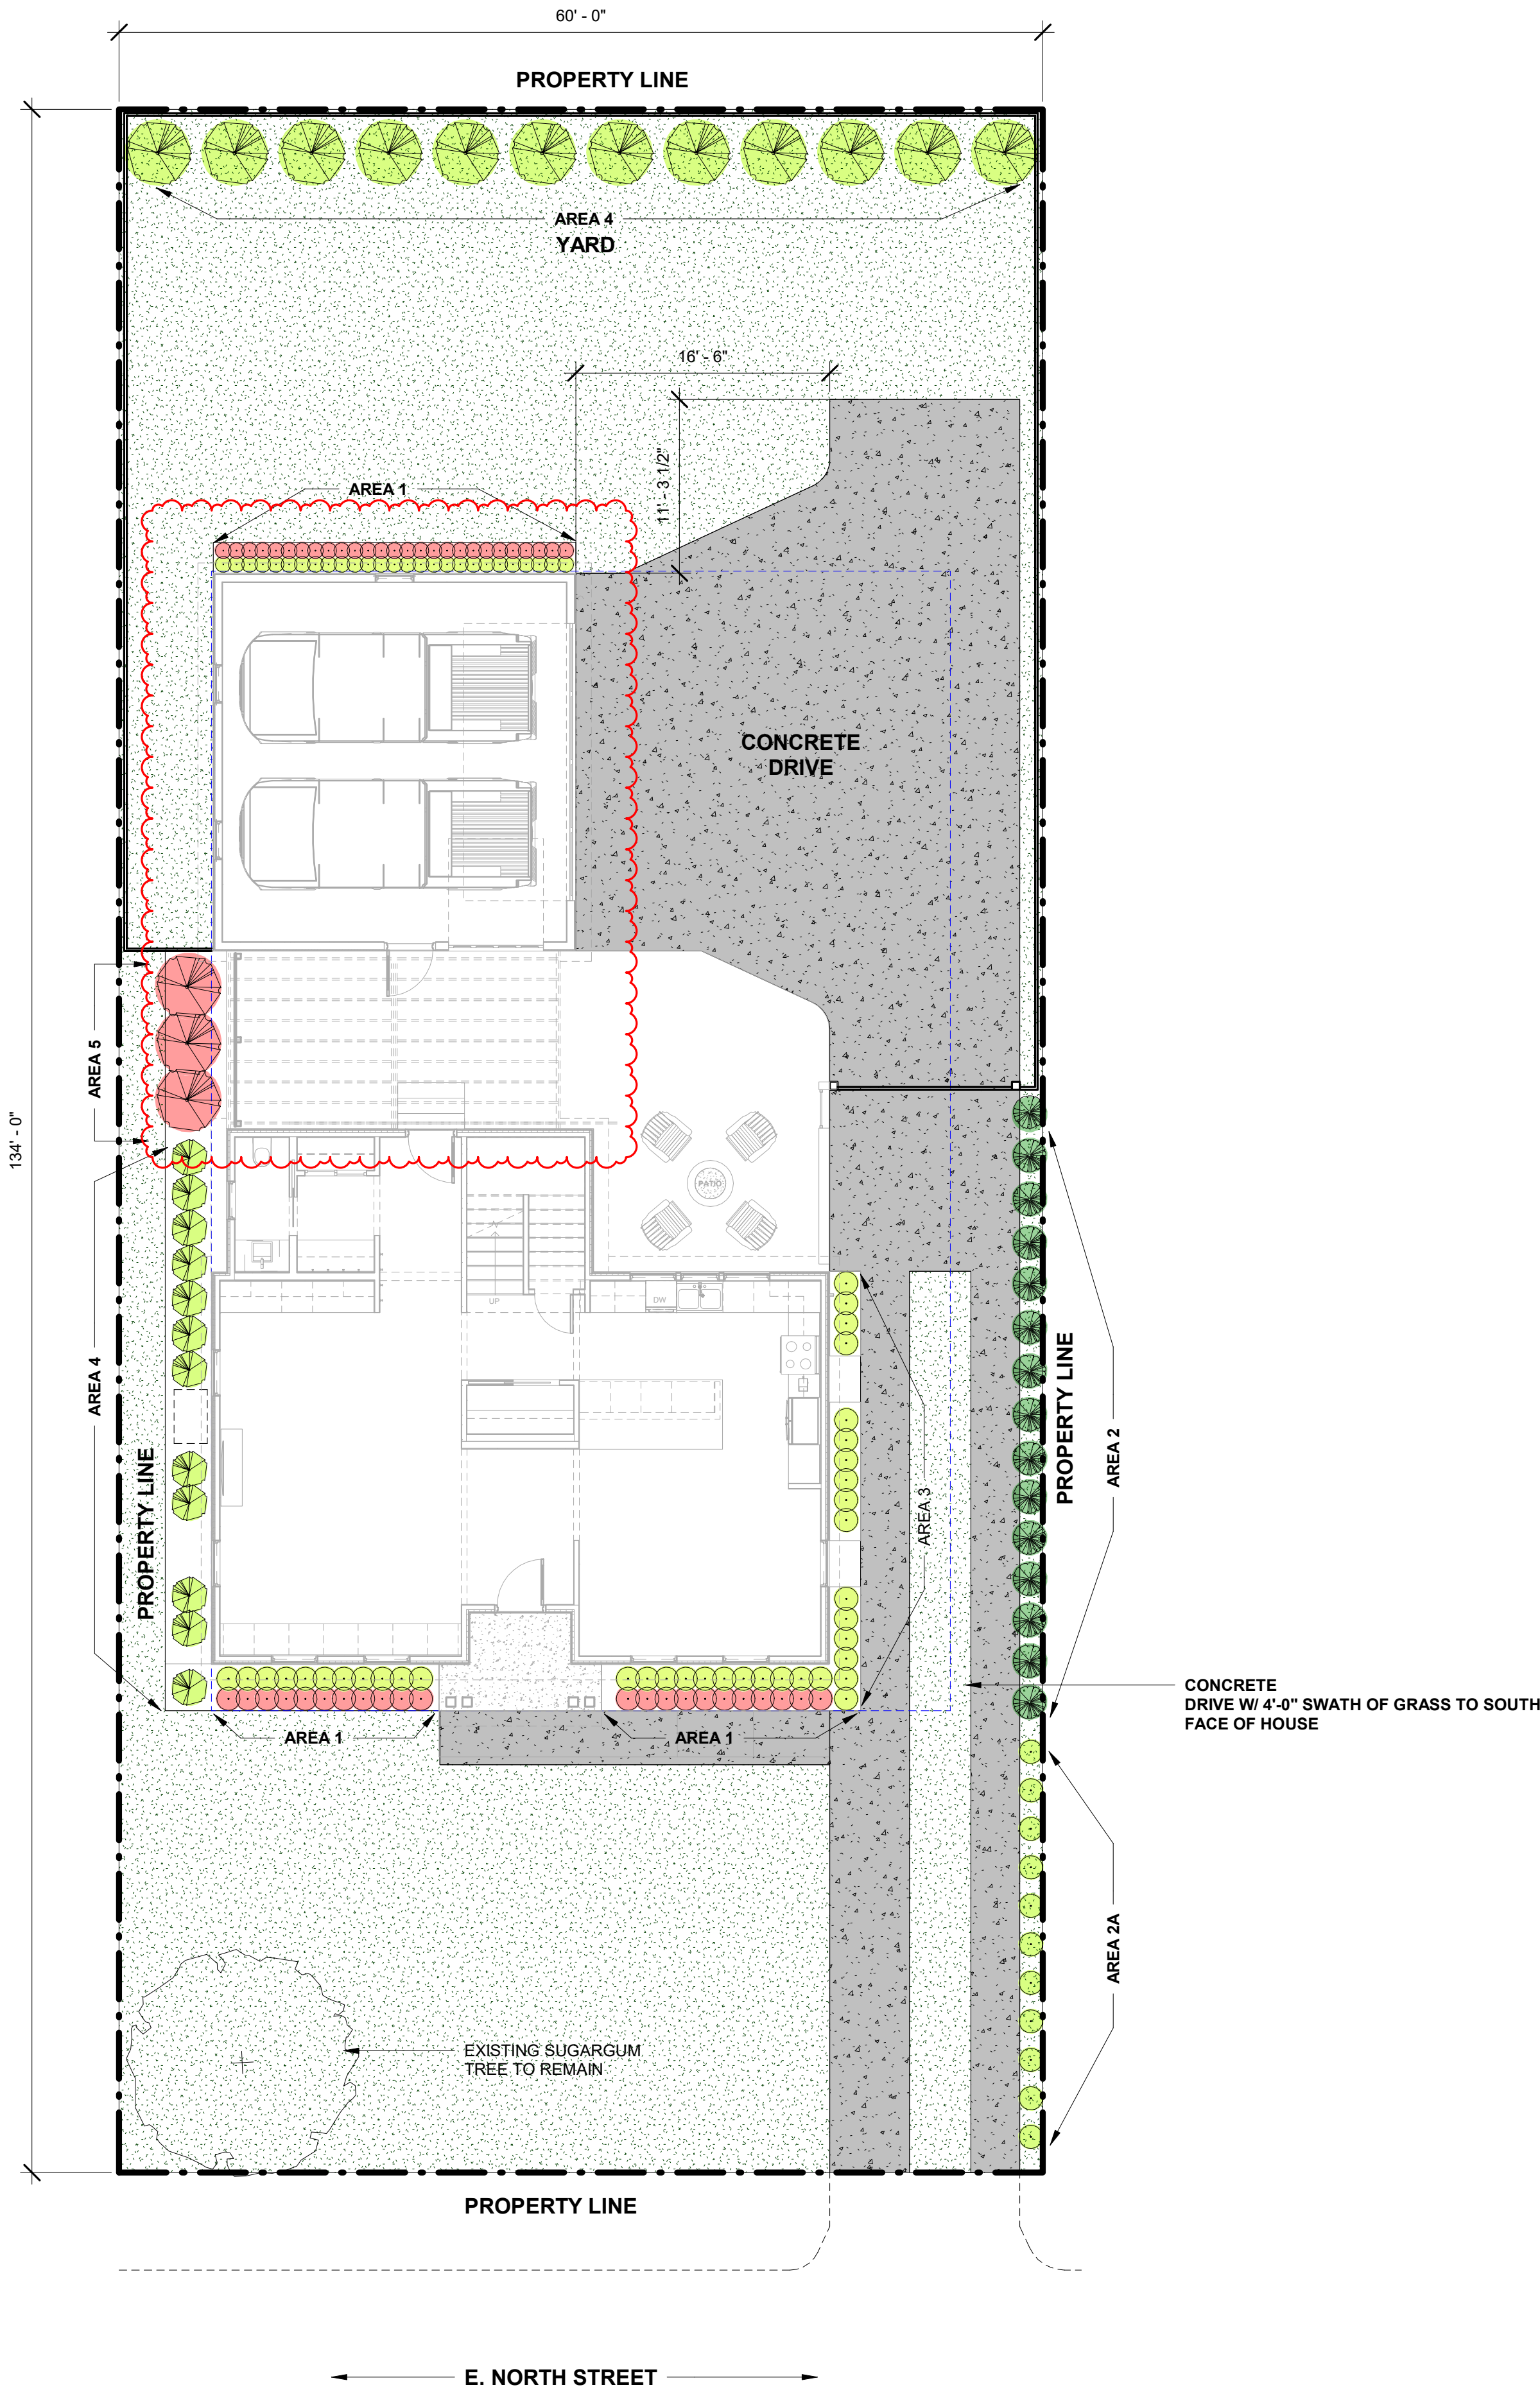 60' - 0"
PROPERTY LINE
AREA 4
YARD
16' - 6"
11' - 3 1/2"
AREA 1
CONCRETE
DRIVE
AREA 5
134' - 0"
PATIO
UP
DW
AREA 4
PROPERTY LINE
AREA 3
PROPERTY LINE
AREA 2
CONCRETE
DRIVE W/ 4'-0" SWATH OF GRASS TO SOUTH
FACE OF HOUSE
AREA 1
AREA 1
AREA 2A
EXISTING SUGARGUM
TREE TO REMAIN
PROPERTY LINE
E. NORTH STREET